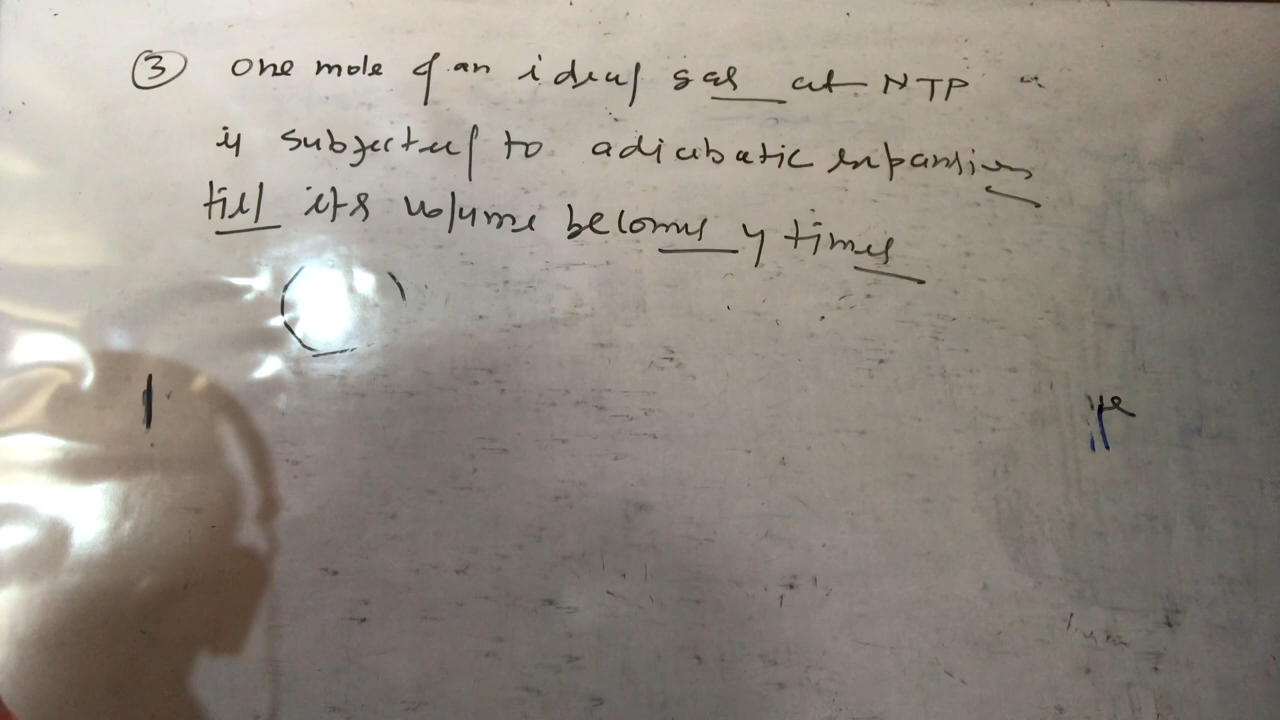 ③ One mole of an ideal gas at NTP
is subjected to adiabatic expansion
till its volume becomes y times